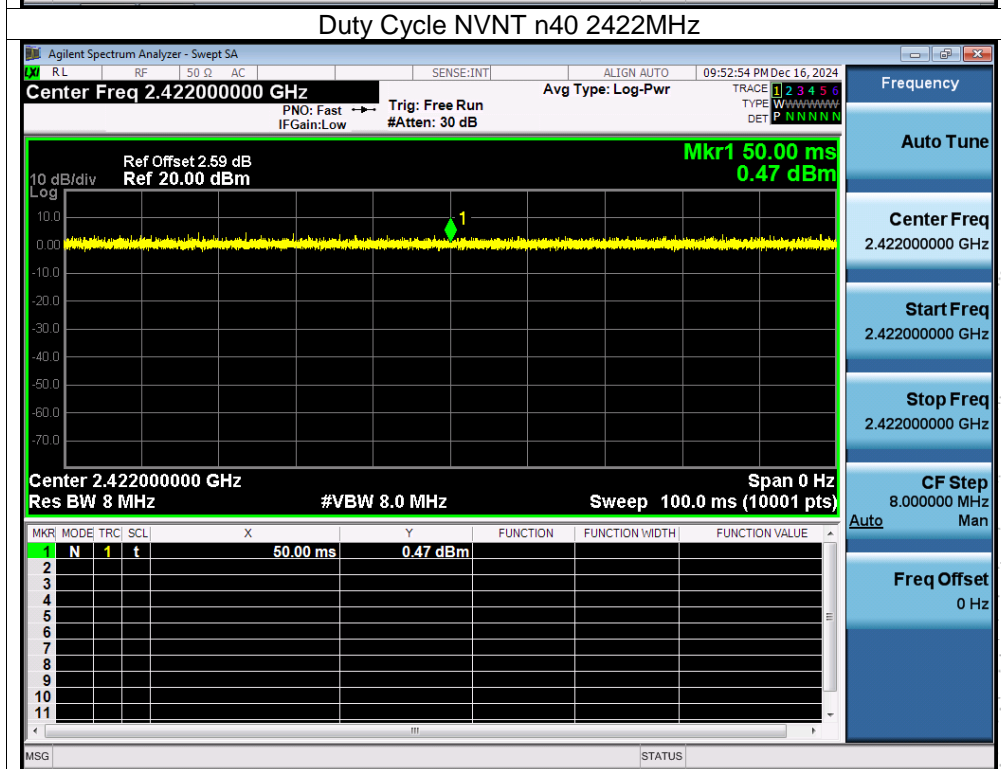 Duty Cycle NVNT n40 2422MHz
Agilent Spectrum Analyzer - Swept SA
LXI RL RF 50 Ω AC SENSE:INT ALIGN AUTO 09:52:54 PM Dec 16, 2024
Center Freq 2.422000000 GHz
PNO: Fast
IFGain:Low
Trig: Free Run
#Atten: 30 dB
Avg Type: Log-Pwr
TRACE 1 2 3 4 5 6
TYPE WWWWWW
DET P N N N N N
Ref Offset 2.59 dB
Ref 20.00 dBm
10 dB/div
Log
Mkr1 50.00 ms
0.47 dBm
10.0
0.00
-10.0
-20.0
-30.0
-40.0
-50.0
-60.0
-70.0
1
Center 2.422000000 GHz Span 0 Hz
Res BW 8 MHz #VBW 8.0 MHz Sweep 100.0 ms (10001 pts)
MKR MODE TRC SCL X Y FUNCTION FUNCTION WIDTH FUNCTION VALUE
1 N 1 t 50.00 ms 0.47 dBm
2
3
4
5
6
7
8
9
10
11
MSG STATUS
Frequency
Auto Tune
Center Freq
2.422000000 GHz
Start Freq
2.422000000 GHz
Stop Freq
2.422000000 GHz
CF Step
8.000000 MHz
Auto Man
Freq Offset
0 Hz